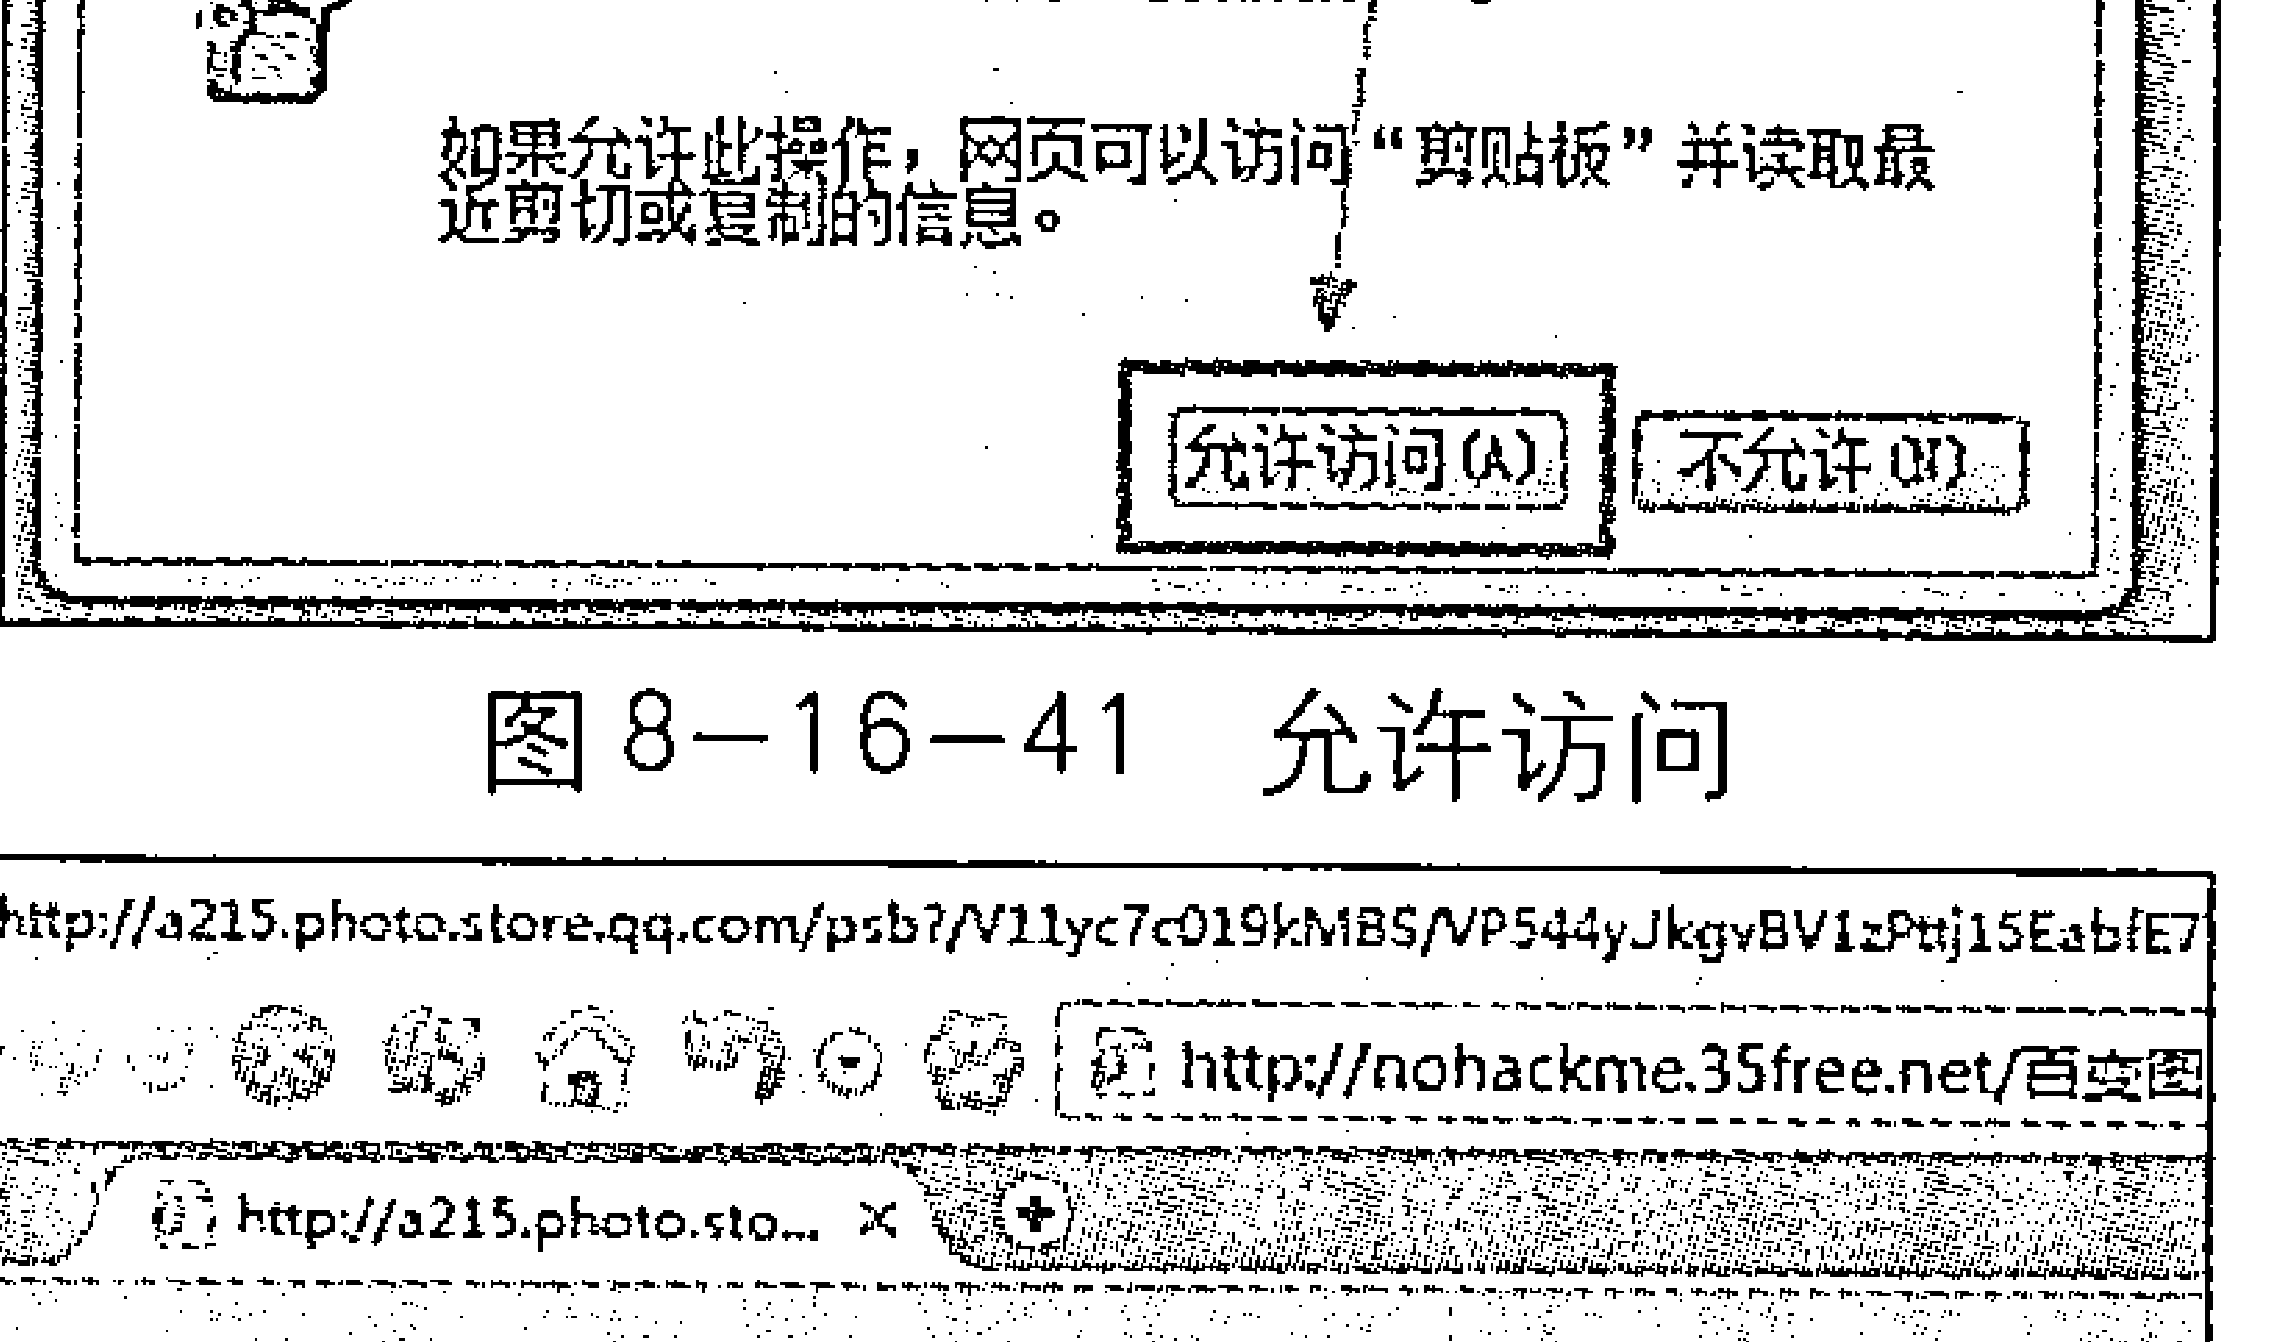 如果允许此操作，网页可以访问“剪贴板”并读取最
近剪切或复制的信息。
允许访问(A) 不允许(N)
图 8-16-41 允许访问
http://a215.photo.store.qq.com/psb?/V11yc7c019kMBS/VP544yJkgvBV1zPttj15EabfE7
http://nohackme.35free.net/百变图
http://a215.photo.sto...